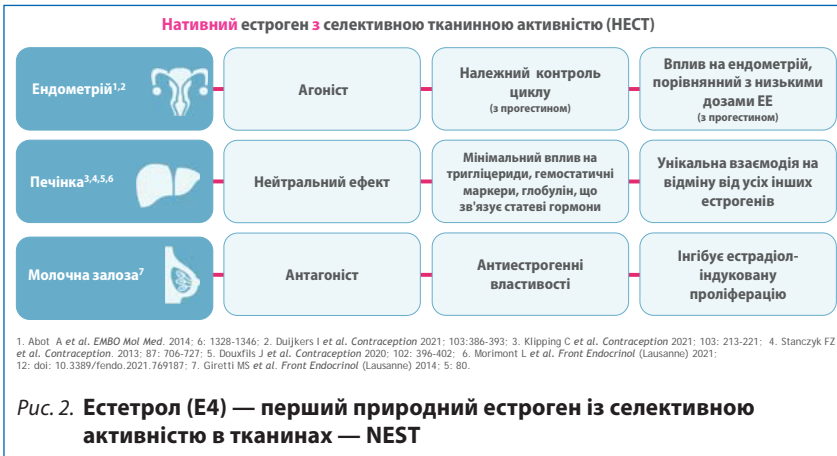 Нативний естроген з селективною тканинною активністю (НЕСТ)
Ендометрій1,2
Агоніст
Належний контроль
циклу
(з прогестином)
Вплив на ендометрій,
порівнянний з низькими
дозами ЕЕ
(з прогестином)
Печінка3,4,5,6
Нейтральний ефект
Мінімальний вплив на
тригліцериди, гемостатичні
маркери, глобулін, що
зв'язує статеві гормони
Унікальна взаємодія на
відміну від усіх інших
естрогенів
Молочна залоза7
Антагоніст
Антиестрогенні
властивості
Інгібує естрадіол-
індуковану
проліферацію
1. Abot A et al. EMBO Mol Med. 2014; 6: 1328-1346; 2. Duijkers I et al. Contraception 2021; 103:386-393; 3. Klipping C et al. Contraception 2021; 103: 213-221; 4. Stanczyk FZ
et al. Contraception. 2013; 87: 706-727; 5. Douxfils J et al. Contraception 2020; 102: 396-402; 6. Morimont L et al. Front Endocrinol (Lausanne) 2021;
12: doi: 10.3389/fendo.2021.769187; 7. Giretti MS et al. Front Endocrinol (Lausanne) 2014; 5: 80.
Рис. 2. Естетрол (Е4) — перший природний естроген із селективною
активністю в тканинах — NEST